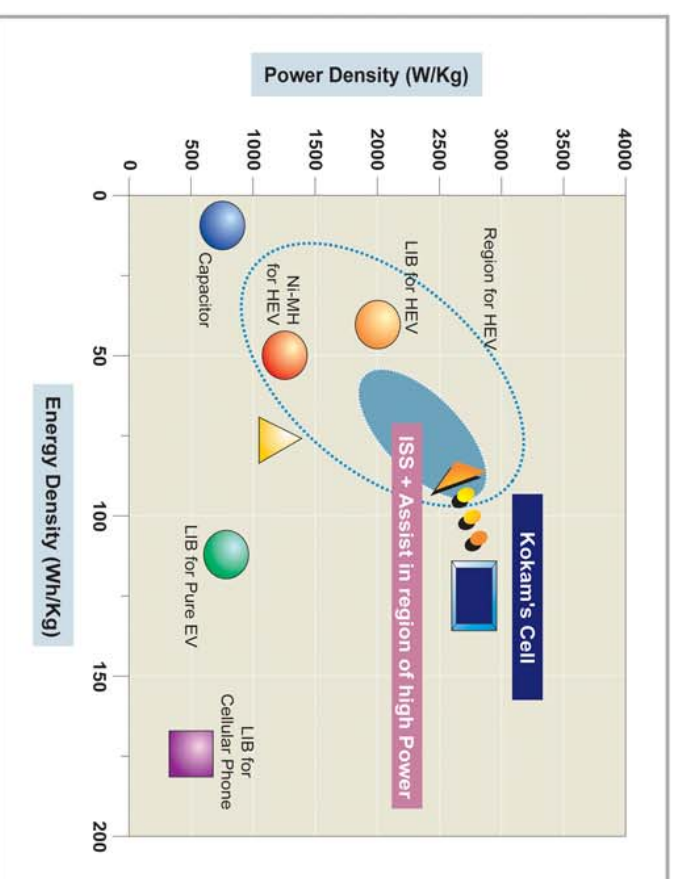 Power Density (W/Kg)
4000
3500
3000
2500
2000
1500
1000
500
0
0
50
100
150
200
Energy Density (Wh/Kg)
Region for HEV
LIB for HEV
Ni-MH
for HEV
Capacitor
Kokam's Cell
ISS + Assist in region of high Power
LIB for Pure EV
LIB for
Cellular Phone